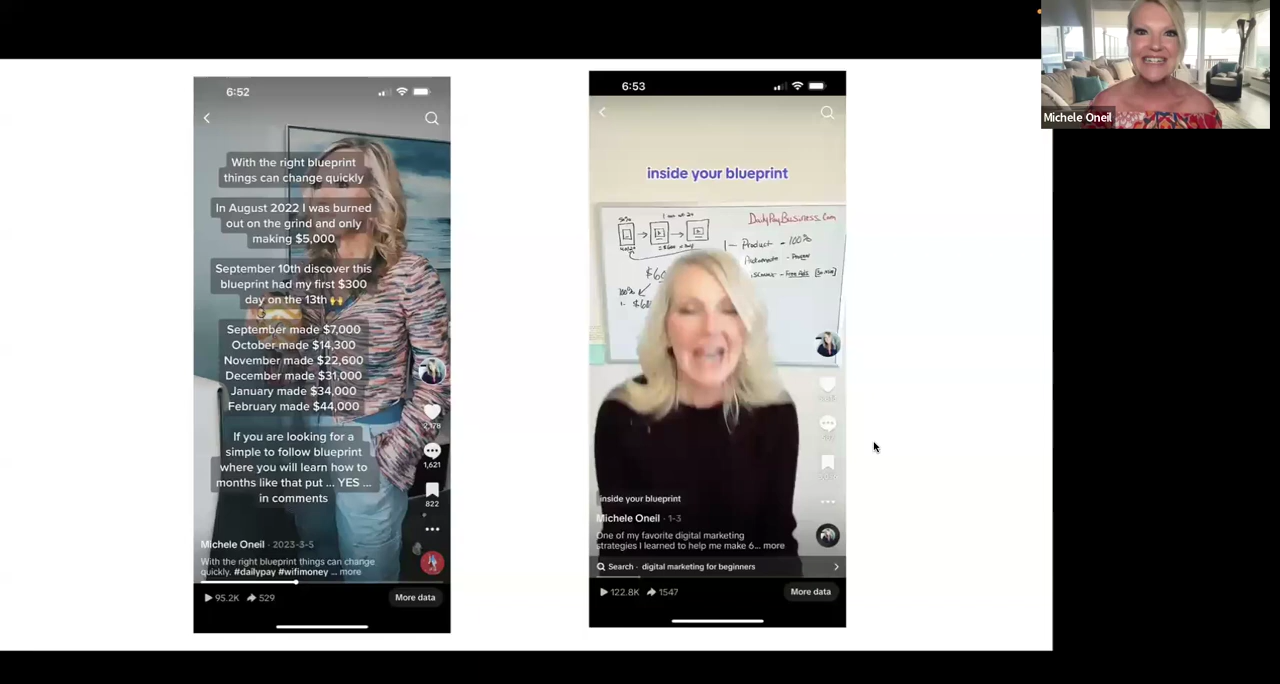 6:52
With the right blueprint
things can change quickly
In August 2022 I was burned
out on the grind and only
making $5,000
September 10th discover this
blueprint had my first $300
day on the 13th 🙌
September made $7,000
October made $14,300
November made $22,600
December made $31,000
January made $34,000
February made $44,000
If you are looking for a
simple to follow blueprint
where you will learn how to
months like that put ... YES ...
in comments
2,178
1,621
822
Michele Oneil · 2023-3-5
With the right blueprint things can change
quickly. #dailypay #wifimoney ... more
95.2K 529
More data
6:53
inside your blueprint
DailyPayBusiness.Com
Product - 100%
inside your blueprint
Michele Oneil · 1-3
One of my favorite digital marketing
strategies I learned to help me make 6... more
Search · digital marketing for beginners
122.8K 1547
More data
Michele Oneil